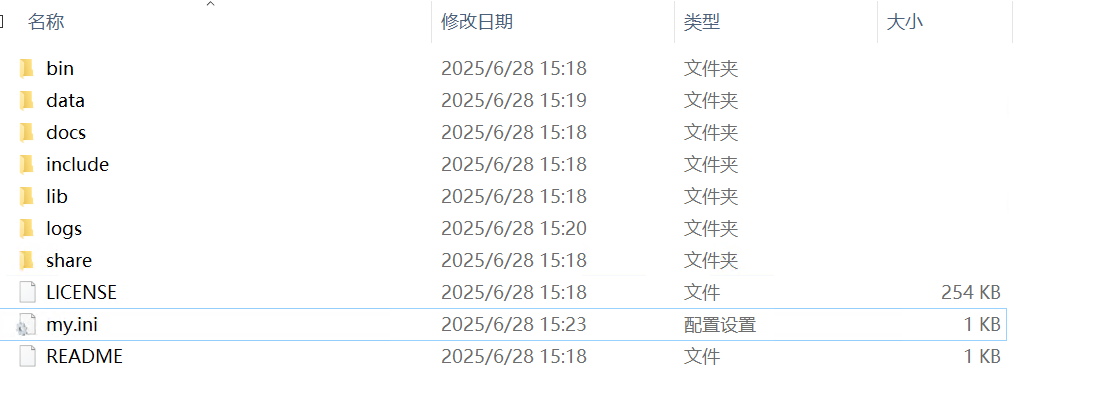 名称 修改日期 类型 大小
bin 2025/6/28 15:18 文件夹
data 2025/6/28 15:19 文件夹
docs 2025/6/28 15:18 文件夹
include 2025/6/28 15:18 文件夹
lib 2025/6/28 15:18 文件夹
logs 2025/6/28 15:20 文件夹
share 2025/6/28 15:18 文件夹
LICENSE 2025/6/28 15:18 文件 254 KB
my.ini 2025/6/28 15:23 配置设置 1 KB
README 2025/6/28 15:18 文件 1 KB